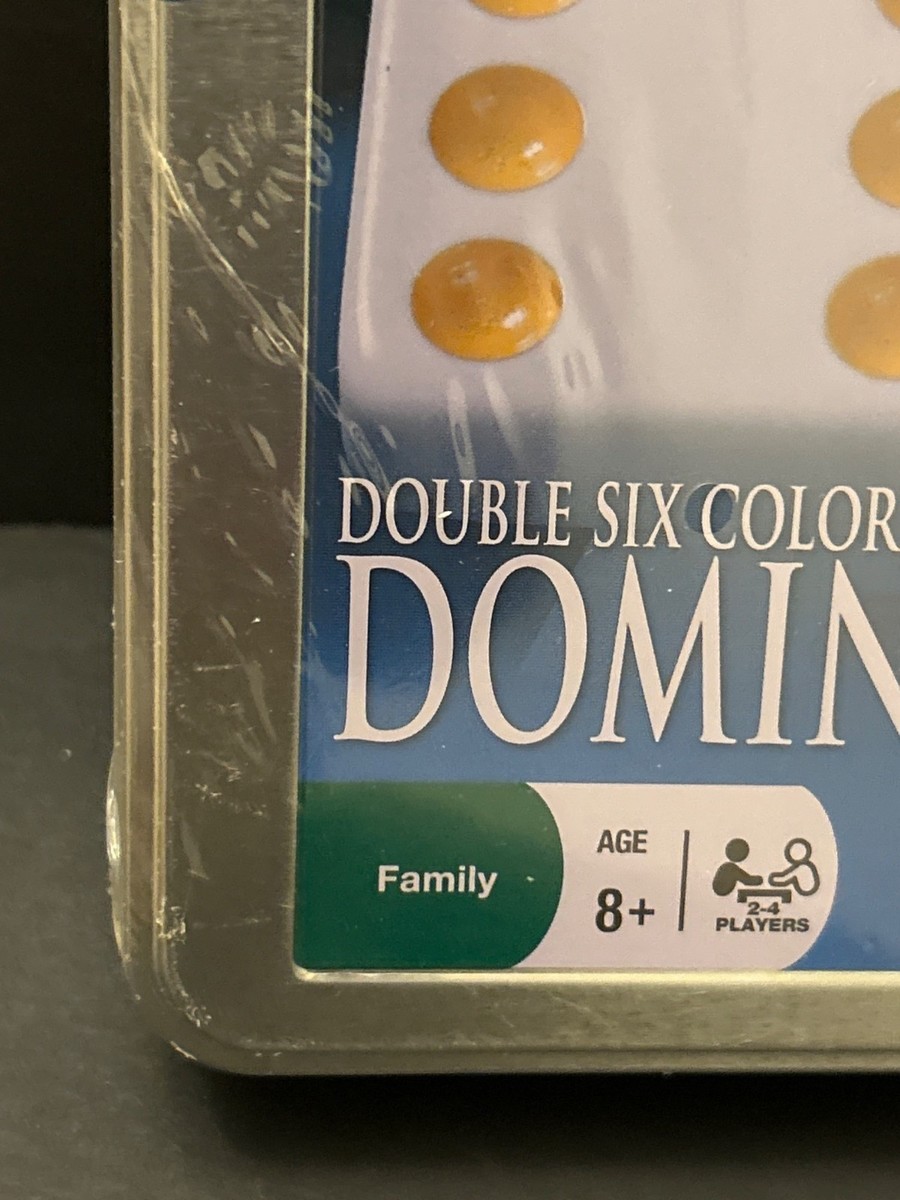 DOUBLE SIX COLOR
DOMIN
Family
AGE
8+
2-4
PLAYERS